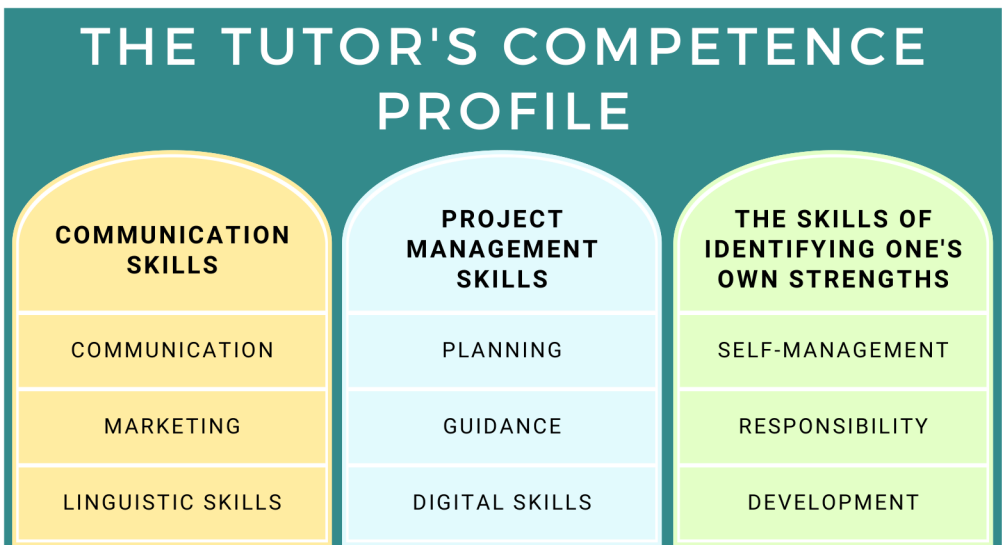 THE TUTOR'S COMPETENCE
PROFILE
COMMUNICATION
SKILLS
COMMUNICATION
MARKETING
LINGUISTIC SKILLS
PROJECT
MANAGEMENT
SKILLS
PLANNING
GUIDANCE
DIGITAL SKILLS
THE SKILLS OF
IDENTIFYING ONE'S
OWN STRENGTHS
SELF-MANAGEMENT
RESPONSIBILITY
DEVELOPMENT